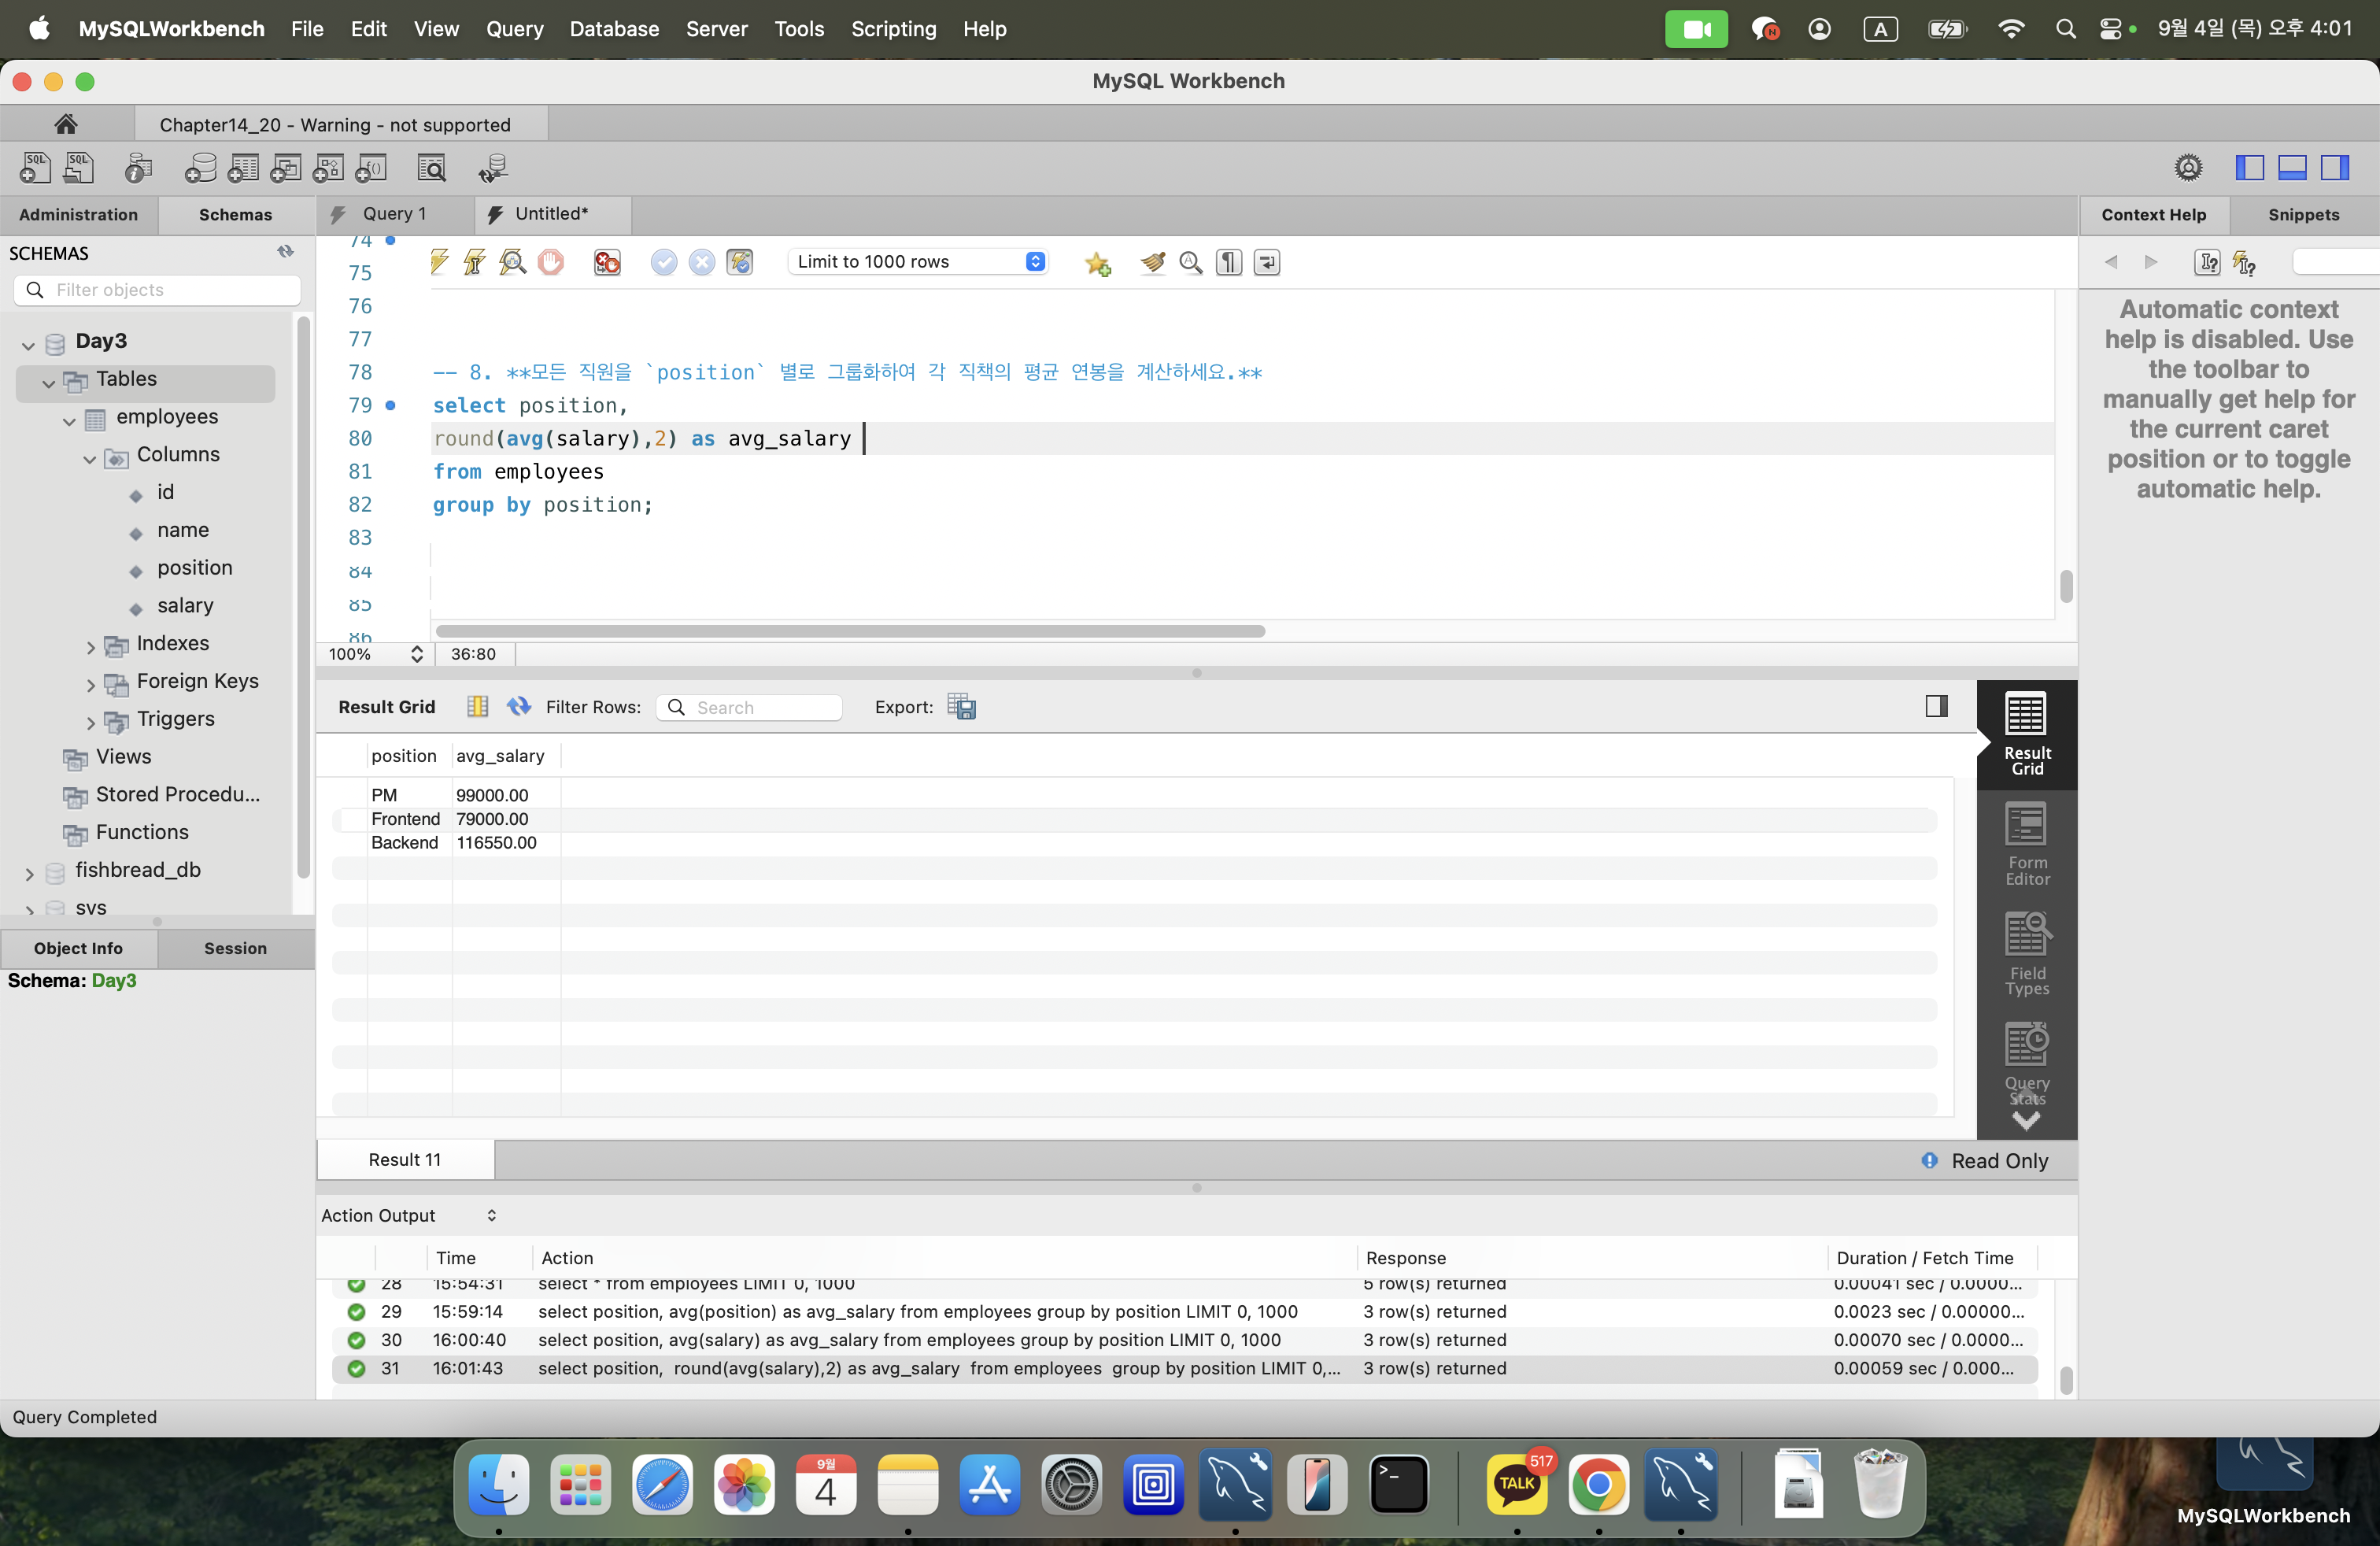 MySQLWorkbench File Edit View Query Database Server Tools Scripting Help N A 9월 4일 (목) 오후 4:01
MySQL Workbench
Chapter14_20 - Warning - not supported
SQL SQL
Administration Schemas Query 1 Untitled* Context Help Snippets
SCHEMAS
Filter objects
Day3
Tables
employees
Columns
id
name
position
salary
Indexes
Foreign Keys
Triggers
Views
Stored Procedu...
Functions
fishbread_db
sys
Object Info Session
Schema: Day3
Limit to 1000 rows
74
75
76
77
78 -- 8. **모든 직원을 `position` 별로 그룹화하여 각 직책의 평균 연봉을 계산하세요.**
79 select position,
80 round(avg(salary),2) as avg_salary
81 from employees
82 group by position;
83
84
85
86
100% 36:80
Automatic context
help is disabled. Use
the toolbar to
manually get help for
the current caret
position or to toggle
automatic help.
Result Grid Filter Rows: Search Export:
position avg_salary
PM 99000.00
Frontend 79000.00
Backend 116550.00
Result
Grid
Form
Editor
Field
Types
Query
Stats
Result 11 Read Only
Action Output
Time Action Response Duration / Fetch Time
28 15:54:31 select * from employees LIMIT 0, 1000 5 row(s) returned 0.00041 sec / 0.0000...
29 15:59:14 select position, avg(position) as avg_salary from employees group by position LIMIT 0, 1000 3 row(s) returned 0.0023 sec / 0.00000...
30 16:00:40 select position, avg(salary) as avg_salary from employees group by position LIMIT 0, 1000 3 row(s) returned 0.00070 sec / 0.0000...
31 16:01:43 select position,  round(avg(salary),2) as avg_salary  from employees  group by position LIMIT 0,... 3 row(s) returned 0.00059 sec / 0.000...
Query Completed
9월
4
TALK
517
MySQLWorkbench